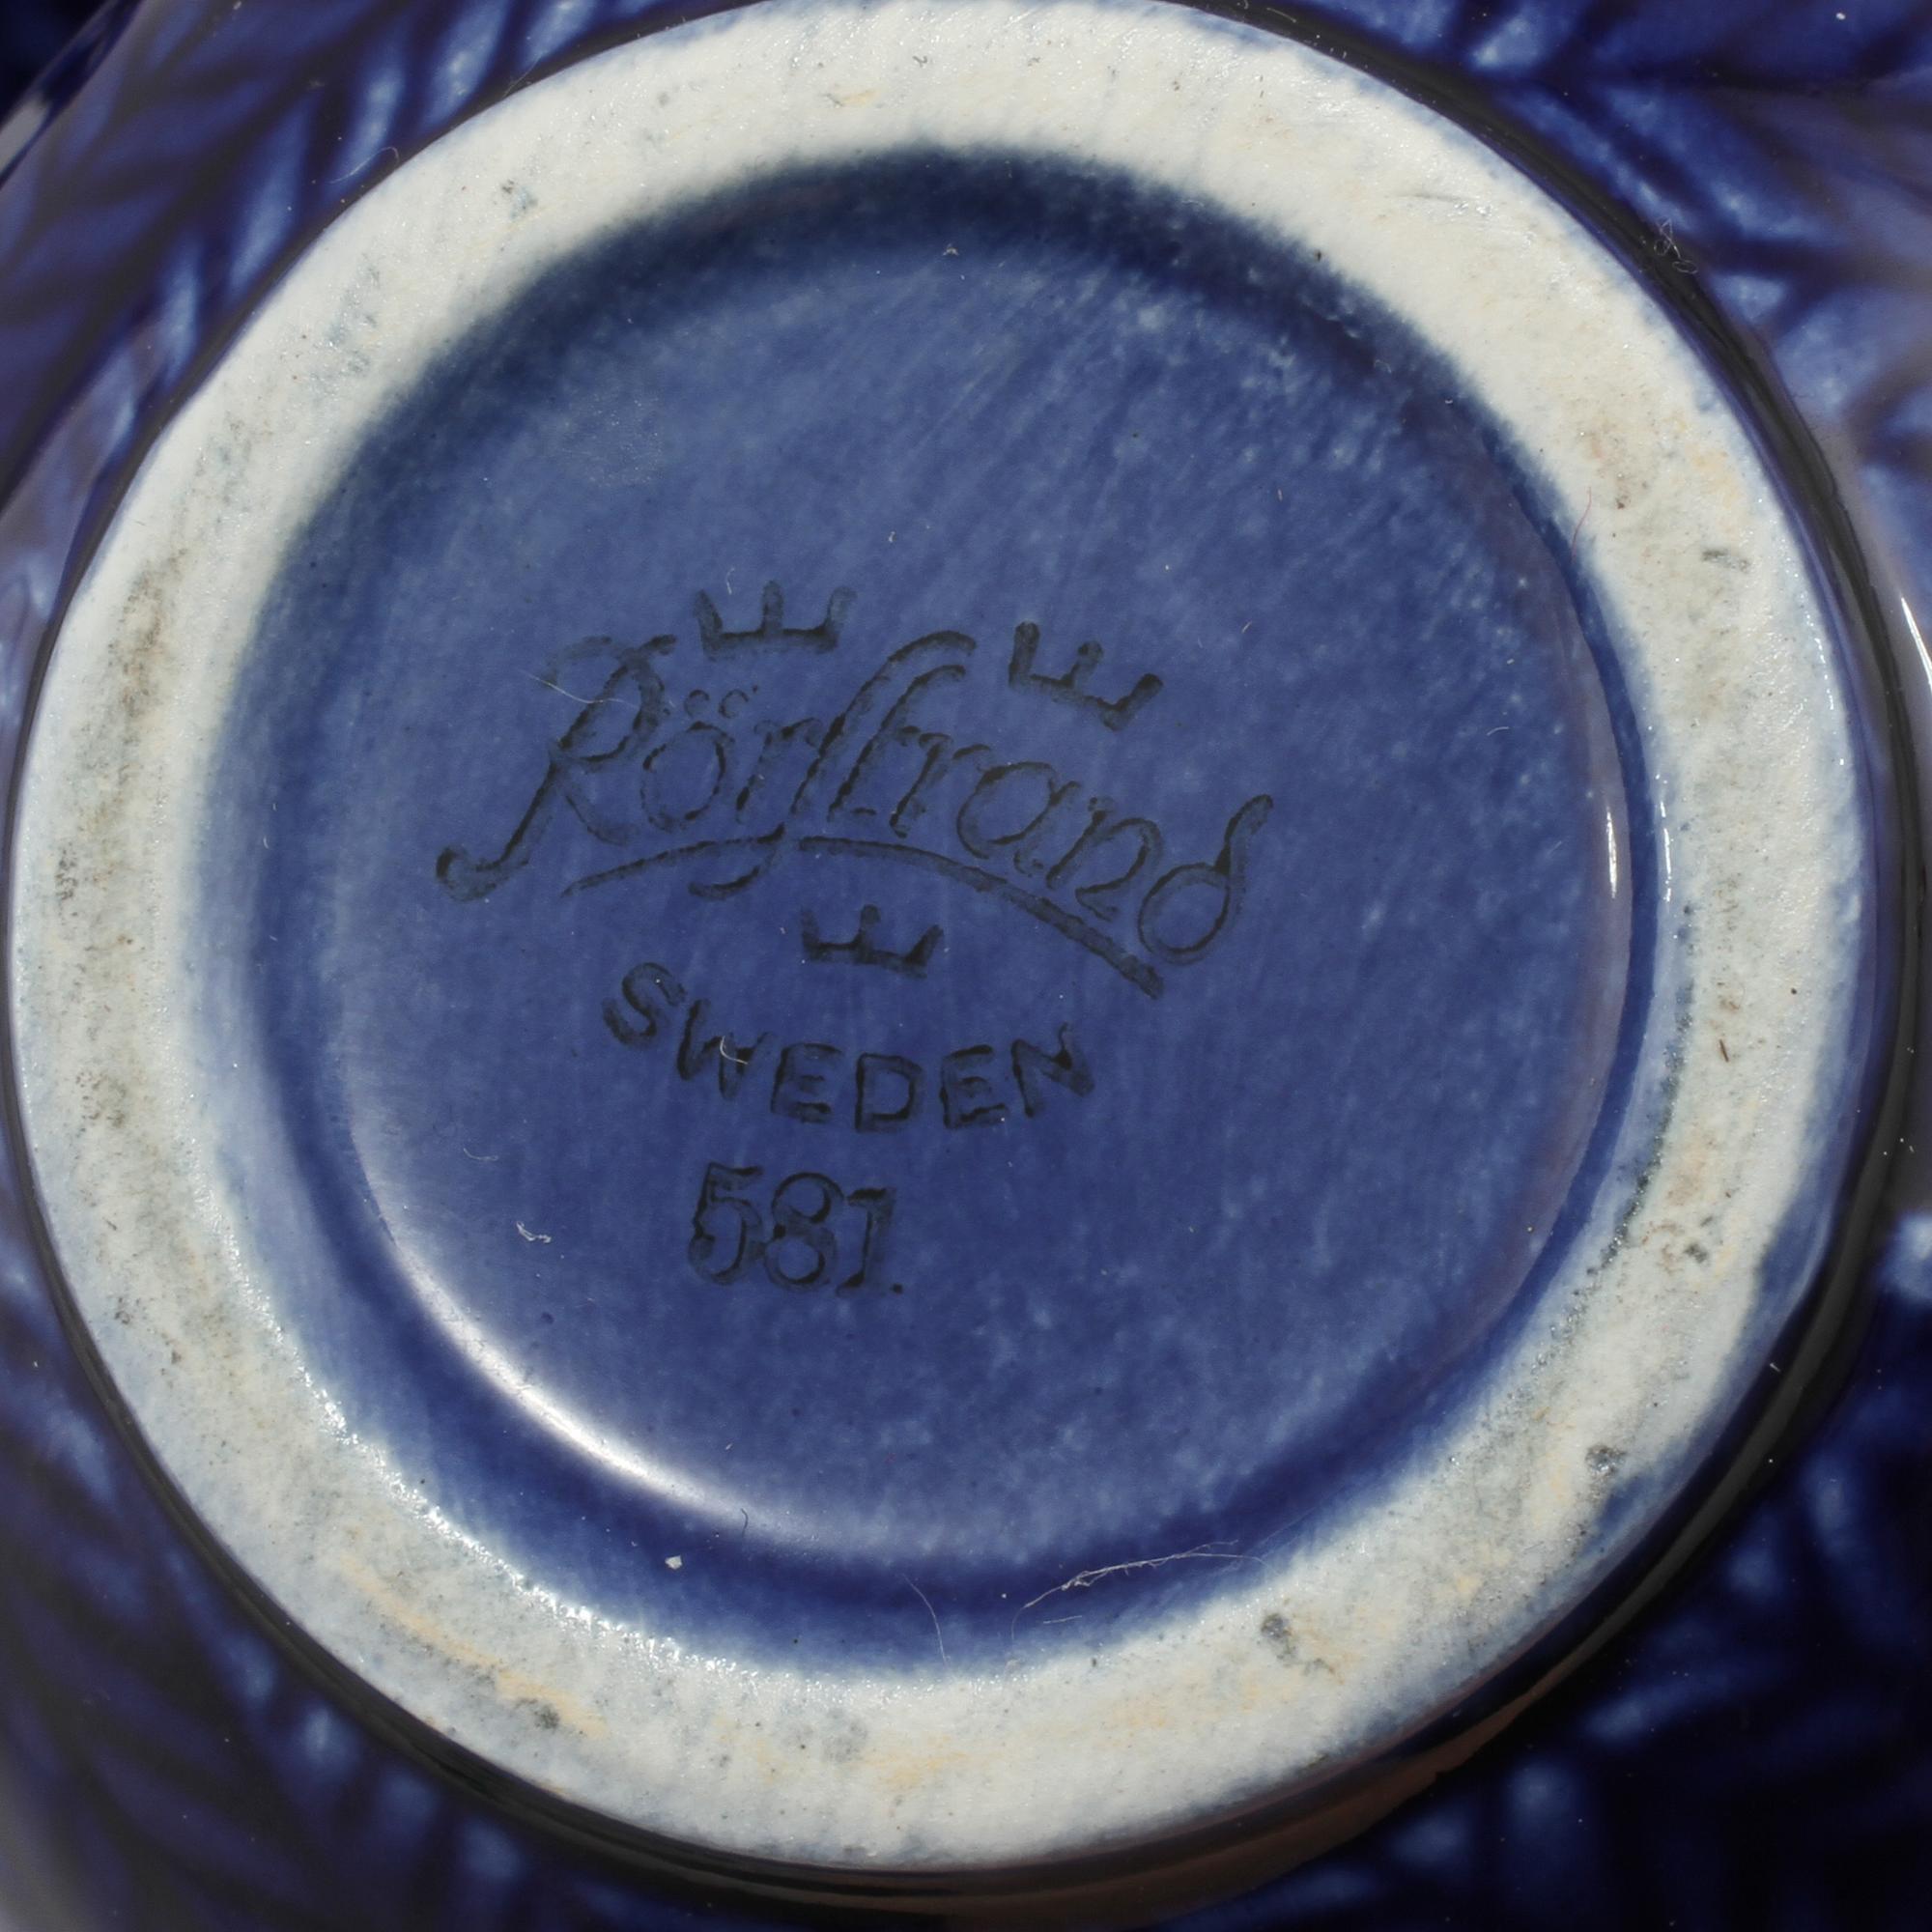 Rörstrand
SWEDEN
581.